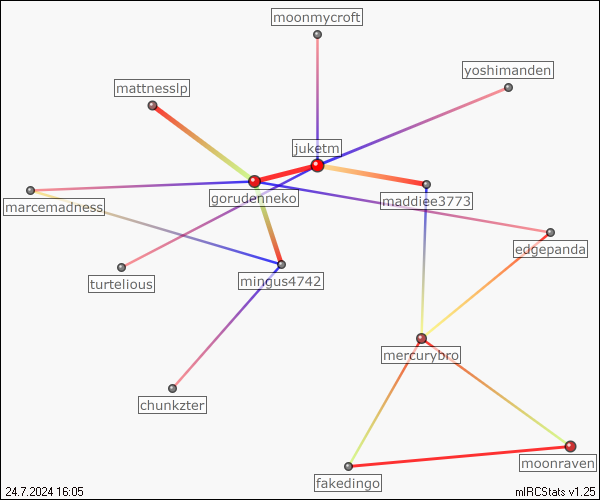 moonmycroft
yoshimanden
mattnesslp
juketm
gorudenneko
maddiee3773
marcemadness
edgepanda
turtelious
mingus4742
mercurybro
chunkzter
moonraven
fakedingo
24.7.2024 16:05
mIRCStats v1.25